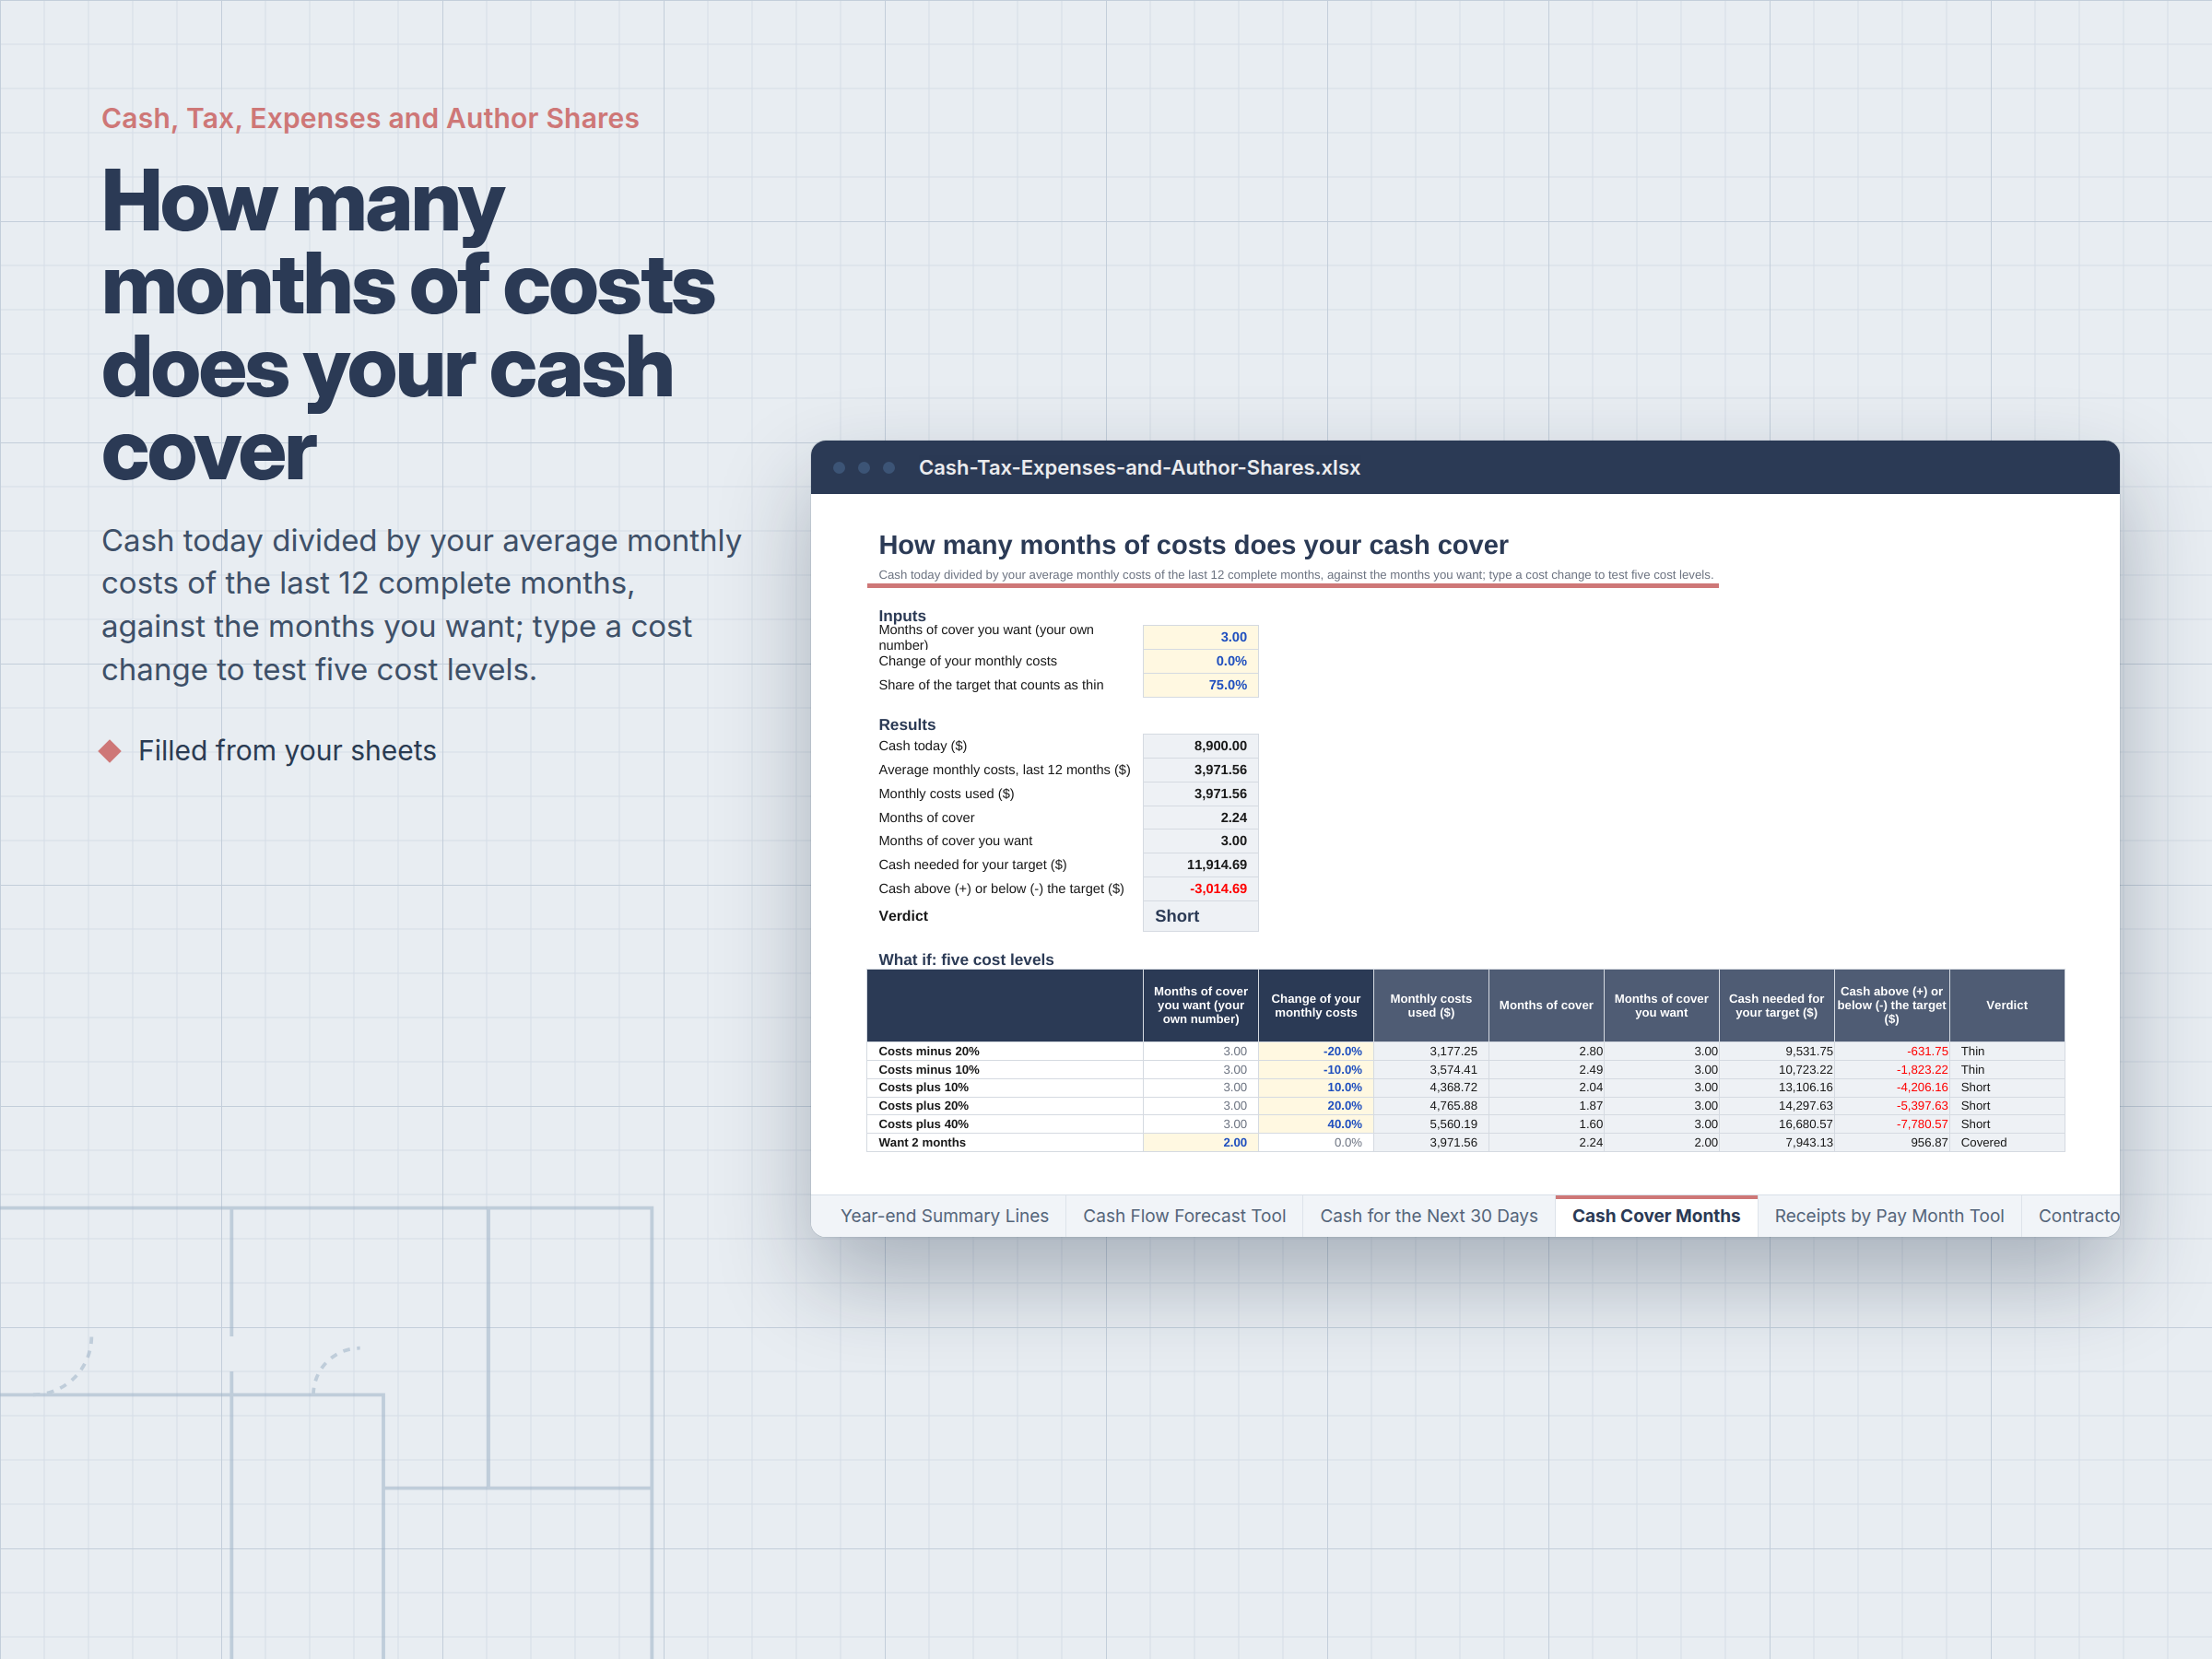 Cash, Tax, Expenses and Author Shares
How many
months of costs
does your cash
cover
Cash today divided by your average monthly
costs of the last 12 complete months,
against the months you want; type a cost
change to test five cost levels.
Filled from your sheets
Cash-Tax-Expenses-and-Author-Shares.xlsx
How many months of costs does your cash cover
Cash today divided by your average monthly costs of the last 12 complete months, against the months you want; type a cost change to test five cost levels.
Inputs
Months of cover you want (your own
number)
3.00
Change of your monthly costs 0.0%
Share of the target that counts as thin 75.0%
Results
Cash today ($) 8,900.00
Average monthly costs, last 12 months ($) 3,971.56
Monthly costs used ($) 3,971.56
Months of cover 2.24
Months of cover you want 3.00
Cash needed for your target ($) 11,914.69
Cash above (+) or below (-) the target ($) -3,014.69
Verdict Short
What if: five cost levels
Months of cover
you want (your
own number)
Change of your
monthly costs
Monthly costs
used ($)
Months of cover
Months of cover
you want
Cash needed for
your target ($)
Cash above (+) or
below (-) the target
($)
Verdict
Costs minus 20% 3.00 -20.0% 3,177.25 2.80 3.00 9,531.75 -631.75 Thin
Costs minus 10% 3.00 -10.0% 3,574.41 2.49 3.00 10,723.22 -1,823.22 Thin
Costs plus 10% 3.00 10.0% 4,368.72 2.04 3.00 13,106.16 -4,206.16 Short
Costs plus 20% 3.00 20.0% 4,765.88 1.87 3.00 14,297.63 -5,397.63 Short
Costs plus 40% 3.00 40.0% 5,560.19 1.60 3.00 16,680.57 -7,780.57 Short
Want 2 months 2.00 0.0% 3,971.56 2.24 2.00 7,943.13 956.87 Covered
Year-end Summary Lines Cash Flow Forecast Tool Cash for the Next 30 Days Cash Cover Months Receipts by Pay Month Tool Contracto